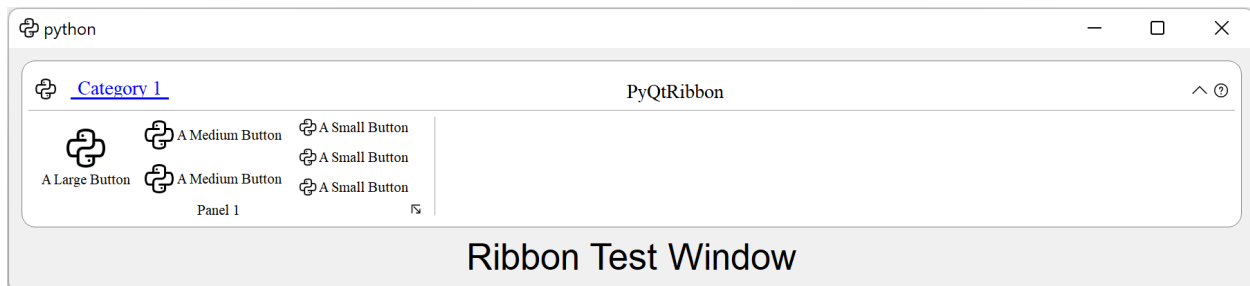 python
Category 1
PyQtRibbon
A Large Button
A Medium Button
A Medium Button
A Small Button
A Small Button
A Small Button
Panel 1
Ribbon Test Window